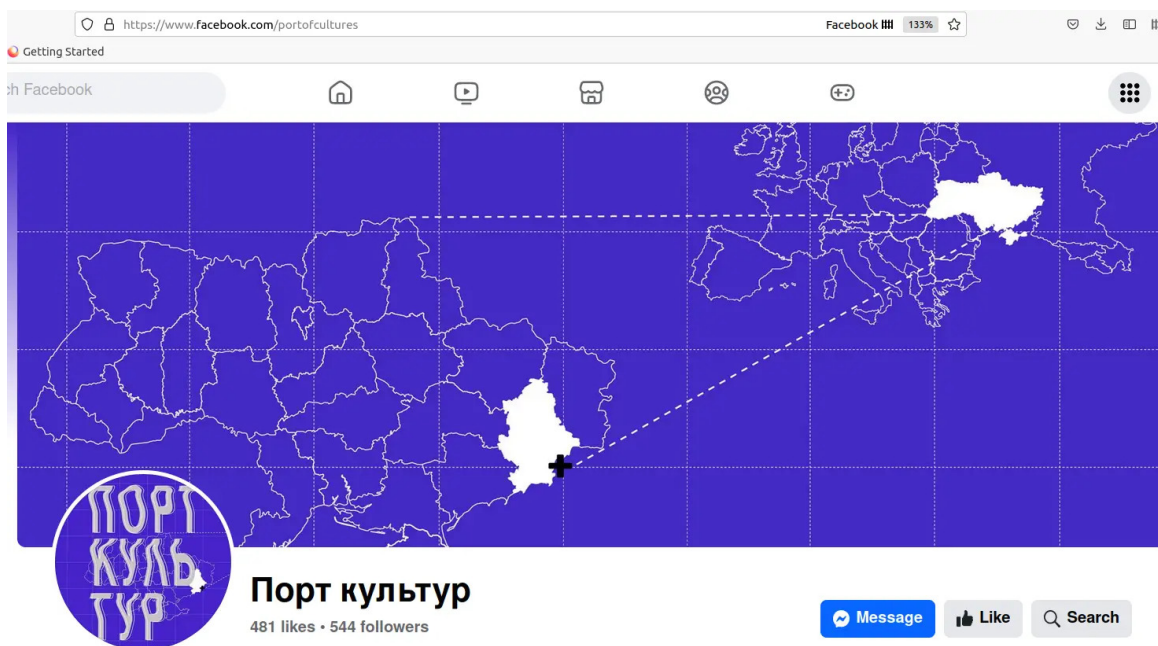 https://www.facebook.com/portofcultures
Facebook
133%
Getting Started
ch Facebook
ПОРТ
КУЛЬ
ТУР
Порт культур
481 likes • 544 followers
Message
Like
Search